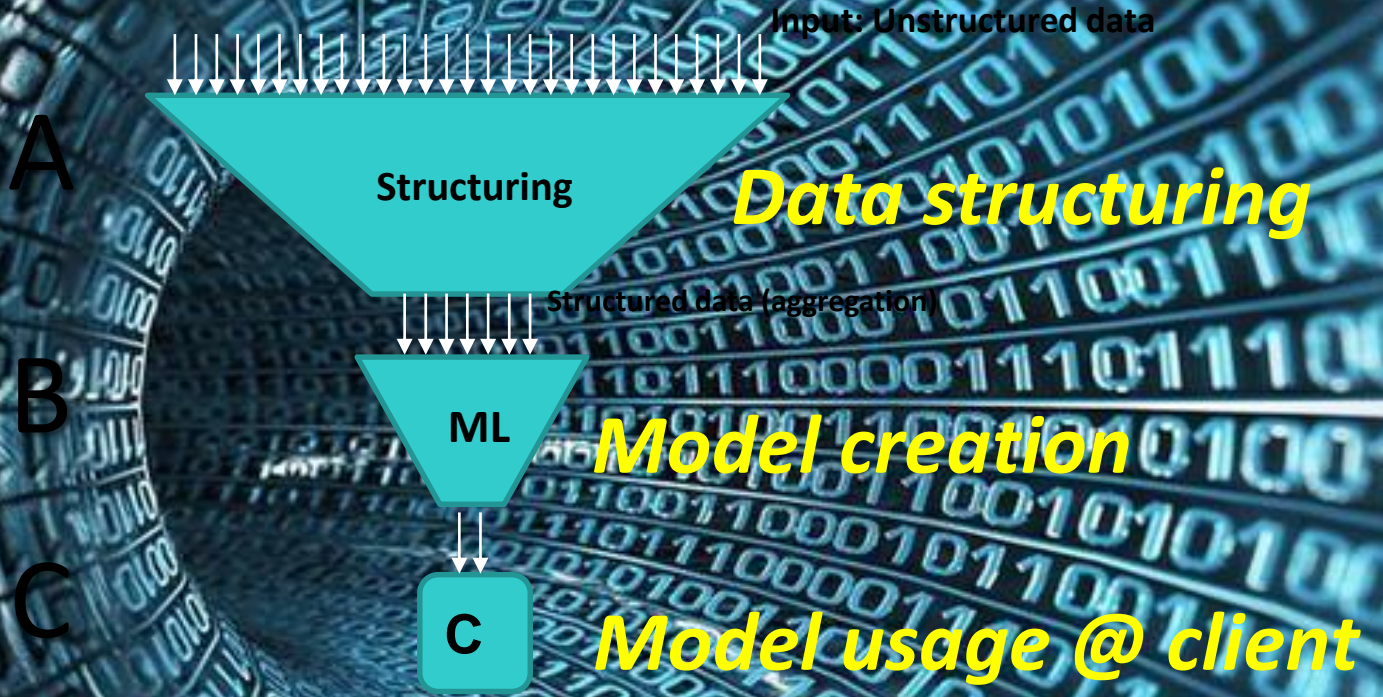 Input: Unstructured data
A
Structuring
Data structuring
Structured data (aggregation)
B
ML
Model creation
C
C
Model usage @ client